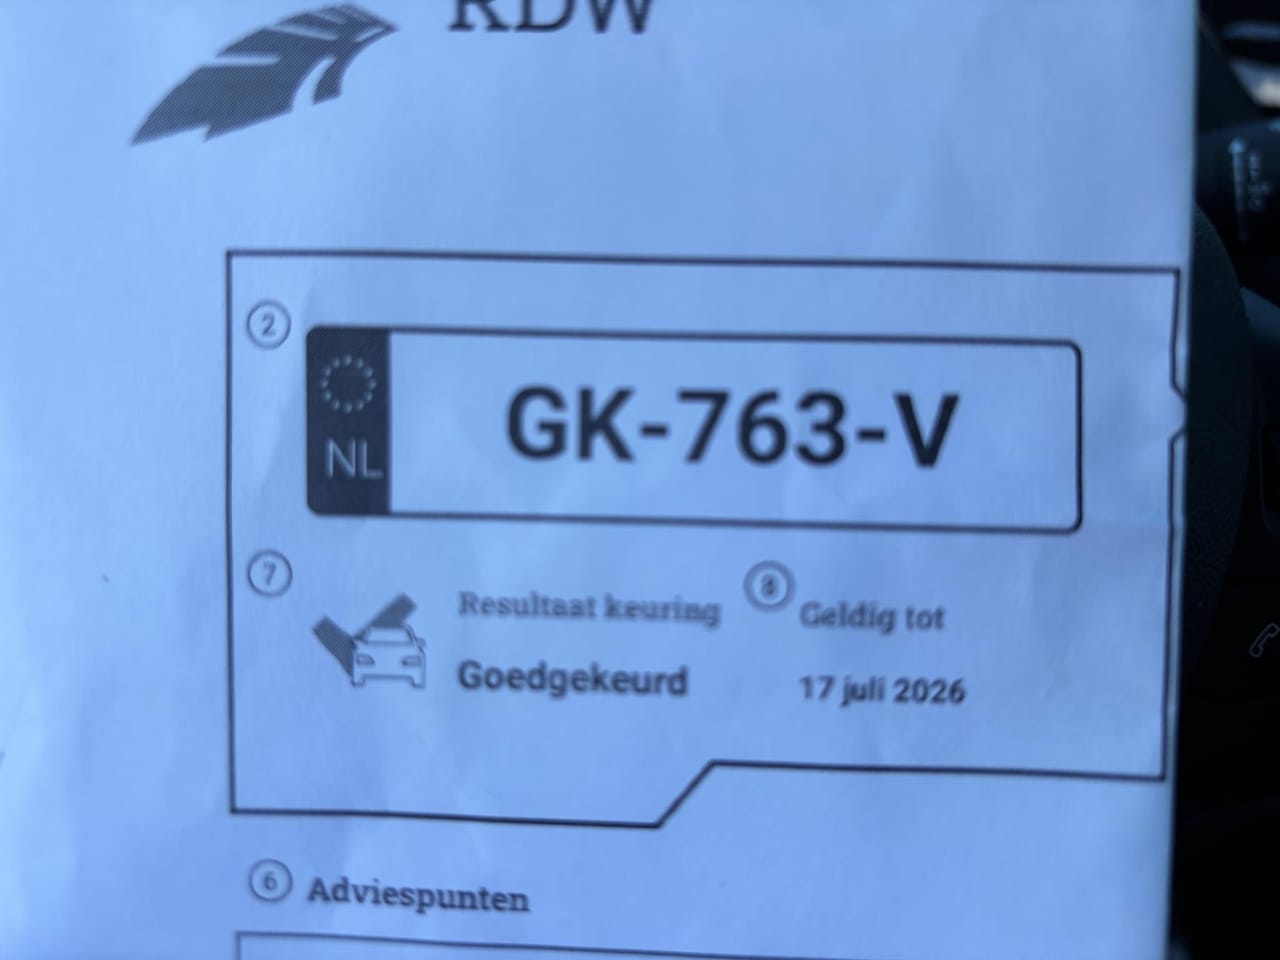 RDW
2
NL
GK-763-V
7
Resultaat keuring
8
Geldig tot
Goedgekeurd
17 juli 2026
6 Adviespunten